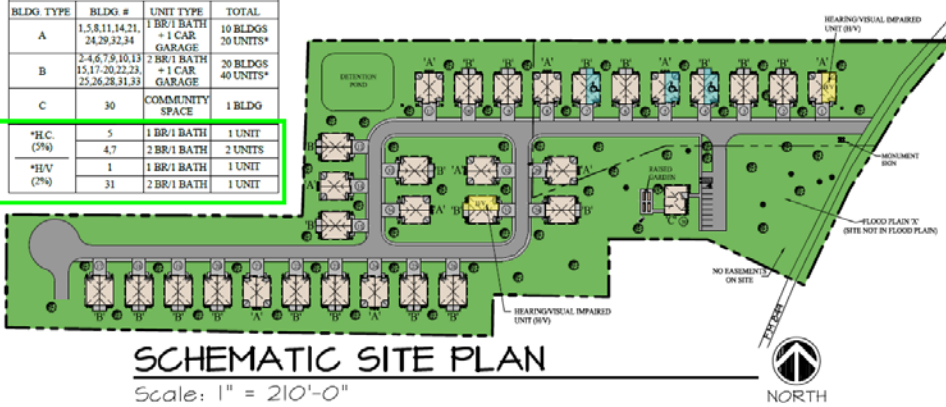 BLDG. TYPE BLDG. # UNIT TYPE TOTAL
A 1,5,8,11,14,21, 24,29,32,34 1 BR/1 BATH + 1 CAR GARAGE 10 BLDGS 20 UNITS*
B 2-4,6,7,9,10,13 15,17-20,22,23, 25,26,28,31,33 2 BR/1 BATH + 1 CAR GARAGE 20 BLDGS 40 UNITS*
C 30 COMMUNITY SPACE 1 BLDG
*H.C. (5%) 5 1 BR/1 BATH 1 UNIT
4,7 2 BR/1 BATH 2 UNITS
*H/V (2%) 1 1 BR/1 BATH 1 UNIT
31 2 BR/1 BATH 1 UNIT
HEARING/VISUAL IMPAIRED
UNIT (H/V)
DETENTION
POND
'A' 'B' 'B' 'A' 'B' 'B' 'A' 'B' 'B' 'B' 'A'
MONUMENT
SIGN
'B' 'B' 'A' 'A'
RAISED
GARDEN
'A' 'A' 'B' H/V 'B' 'C'
'B'
FLOOD PLAIN 'X'
(SITE NOT IN FLOOD PLAIN)
NO EASEMENTS
ON SITE
HEARING/VISUAL IMPAIRED
UNIT (H/V)
'B' 'B' 'B' 'B' 'A' 'B' 'B' 'A' 'B' 'B'
SCHEMATIC SITE PLAN
Scale: 1" = 210'-0"
NORTH